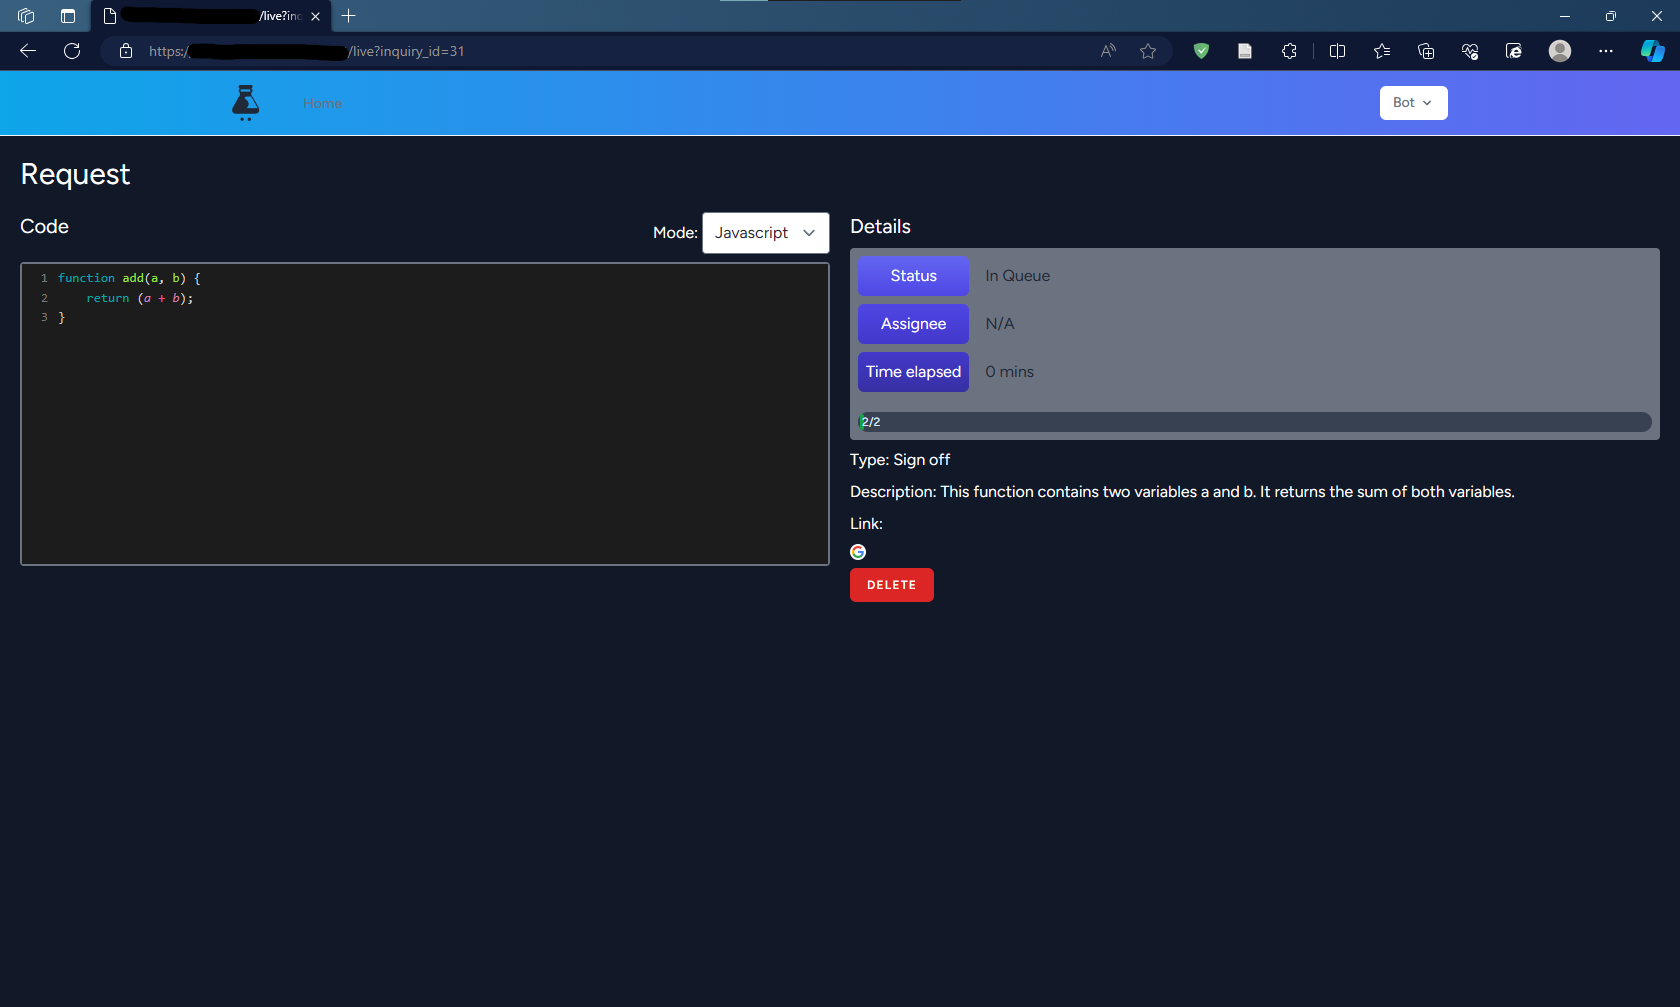 /live?inq
https:/ /live?inquiry_id=31
Home
Bot
Request
Code
Mode: Javascript
1 function add(a, b) {
2 return (a + b);
3 }
Details
Status In Queue
Assignee N/A
Time elapsed 0 mins
2/2
Type: Sign off
Description: This function contains two variables a and b. It returns the sum of both variables.
Link:
DELETE